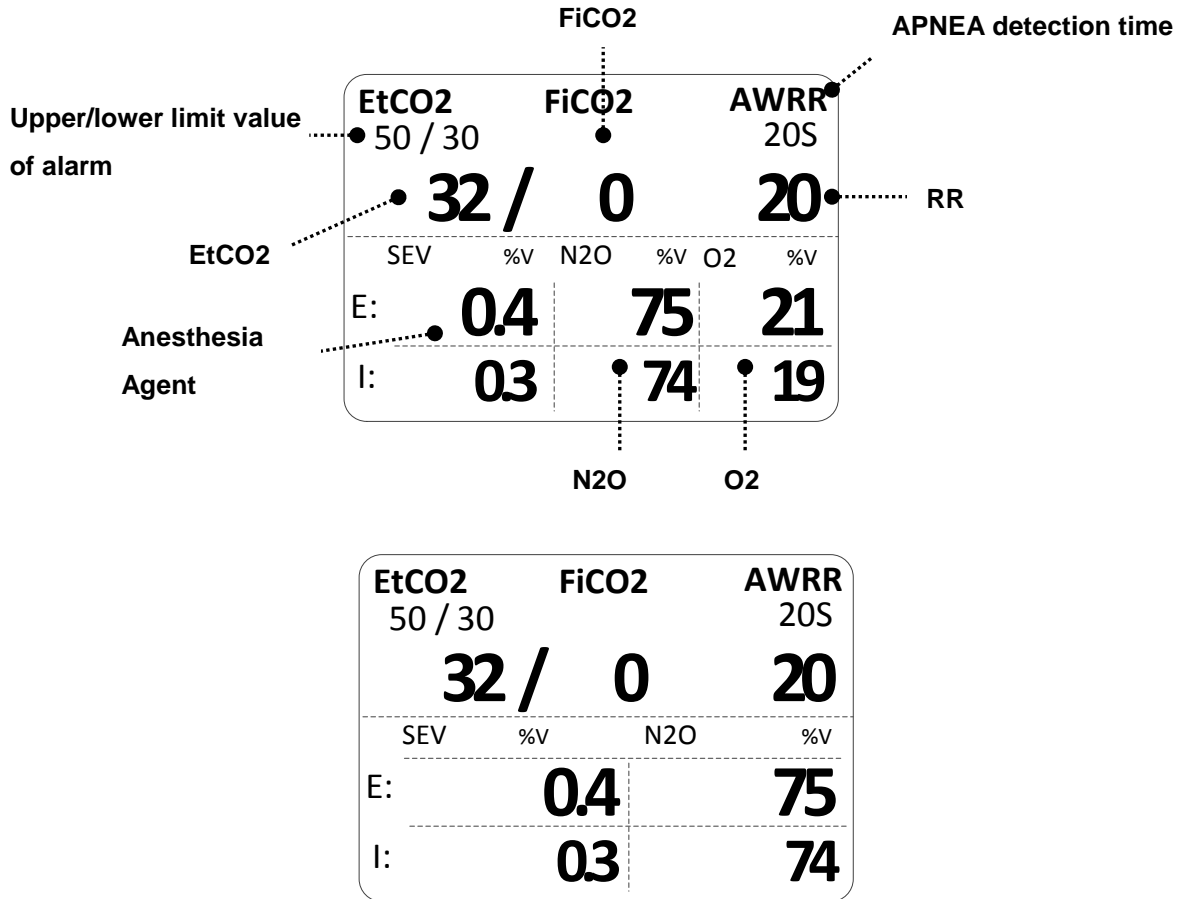 FiCO2
APNEA detection time
EtCO2 FiCO2 AWRR
Upper/lower limit value
of alarm
50 / 30 20S
32 / 0 20
RR
EtCO2
SEV %V N2O %V O2 %V
E: 0.4 75 21
Anesthesia
Agent
I: 0.3 74 19
N2O O2
EtCO2 FiCO2 AWRR
50 / 30 20S
32 / 0 20
SEV %V N2O %V
E: 0.4 75
I: 0.3 74